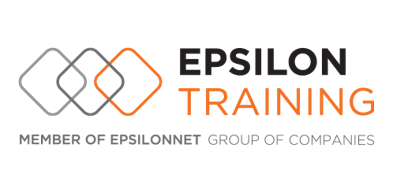 EPSILON
TRAINING
MEMBER OF EPSILONNET GROUP OF COMPANIES